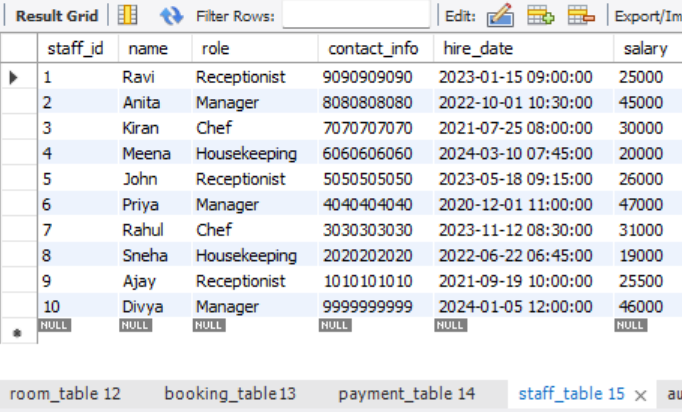 Result Grid Filter Rows: Edit: Export/Im
staff_id name role contact_info hire_date salary
1 Ravi Receptionist 9090909090 2023-01-15 09:00:00 25000
2 Anita Manager 8080808080 2022-10-01 10:30:00 45000
3 Kiran Chef 7070707070 2021-07-25 08:00:00 30000
4 Meena Housekeeping 6060606060 2024-03-10 07:45:00 20000
5 John Receptionist 5050505050 2023-05-18 09:15:00 26000
6 Priya Manager 4040404040 2020-12-01 11:00:00 47000
7 Rahul Chef 3030303030 2023-11-12 08:30:00 31000
8 Sneha Housekeeping 2020202020 2022-06-22 06:45:00 19000
9 Ajay Receptionist 1010101010 2021-09-19 10:00:00 25500
10 Divya Manager 9999999999 2024-01-05 12:00:00 46000
NULL NULL NULL NULL NULL NULL
room_table 12 booking_table13 payment_table 14 staff_table 15 au